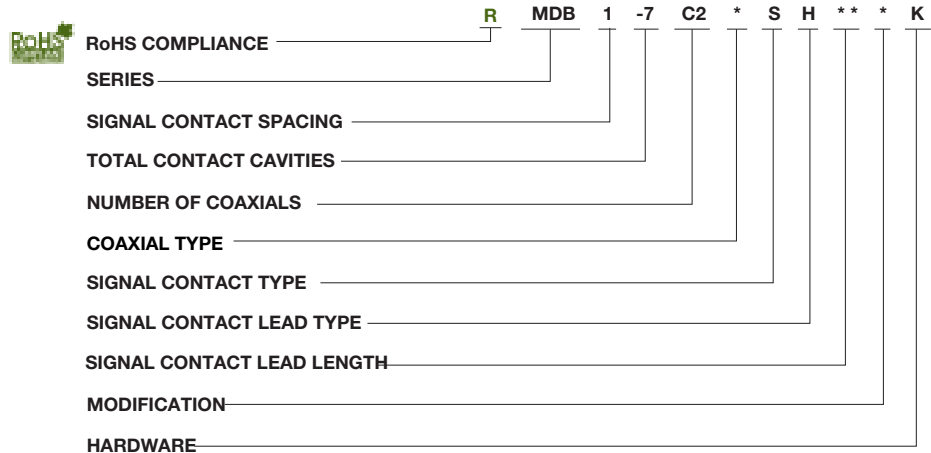 R MDB 1 -7 C2 * S H ** * K
RoHS
RoHS COMPLIANCE
SERIES
SIGNAL CONTACT SPACING
TOTAL CONTACT CAVITIES
NUMBER OF COAXIALS
COAXIAL TYPE
SIGNAL CONTACT TYPE
SIGNAL CONTACT LEAD TYPE
SIGNAL CONTACT LEAD LENGTH
MODIFICATION
HARDWARE